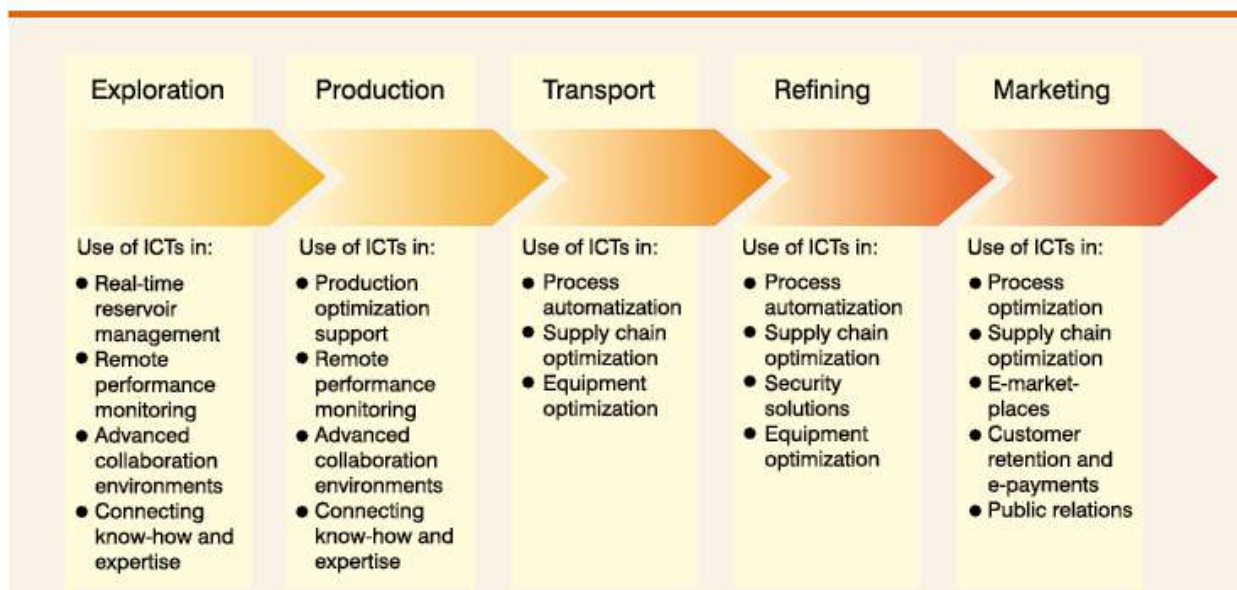 Exploration
Use of ICTs in:
● Real-time
reservoir
management
● Remote
performance
monitoring
● Advanced
collaboration
environments
● Connecting
know-how and
expertise
Production
Use of ICTs in:
● Production
optimization
support
● Remote
performance
monitoring
● Advanced
collaboration
environments
● Connecting
know-how and
expertise
Transport
Use of ICTs in:
● Process
automatization
● Supply chain
optimization
● Equipment
optimization
Refining
Use of ICTs in:
● Process
automatization
● Supply chain
optimization
● Security
solutions
● Equipment
optimization
Marketing
Use of ICTs in:
● Process
optimization
● Supply chain
optimization
● E-market-
places
● Customer
retention and
e-payments
● Public relations